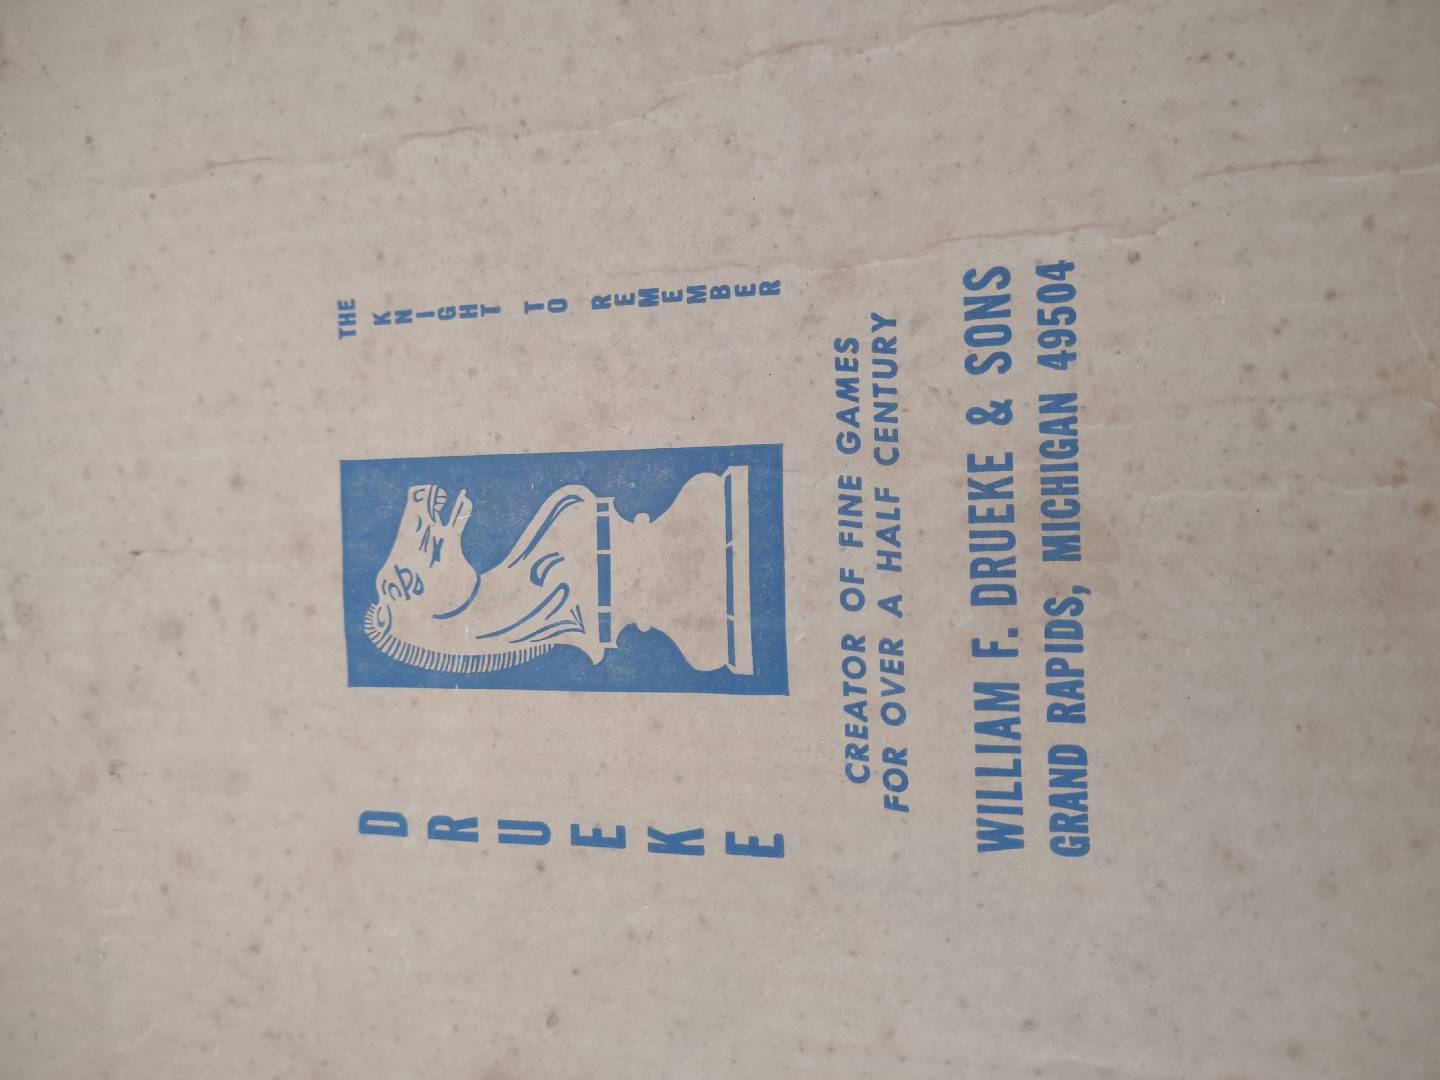 DRUEKE
THE KNIGHT TO REMEMBER
CREATOR OF FINE GAMES
FOR OVER A HALF CENTURY
WILLIAM F. DRUEKE & SONS
GRAND RAPIDS, MICHIGAN 49504